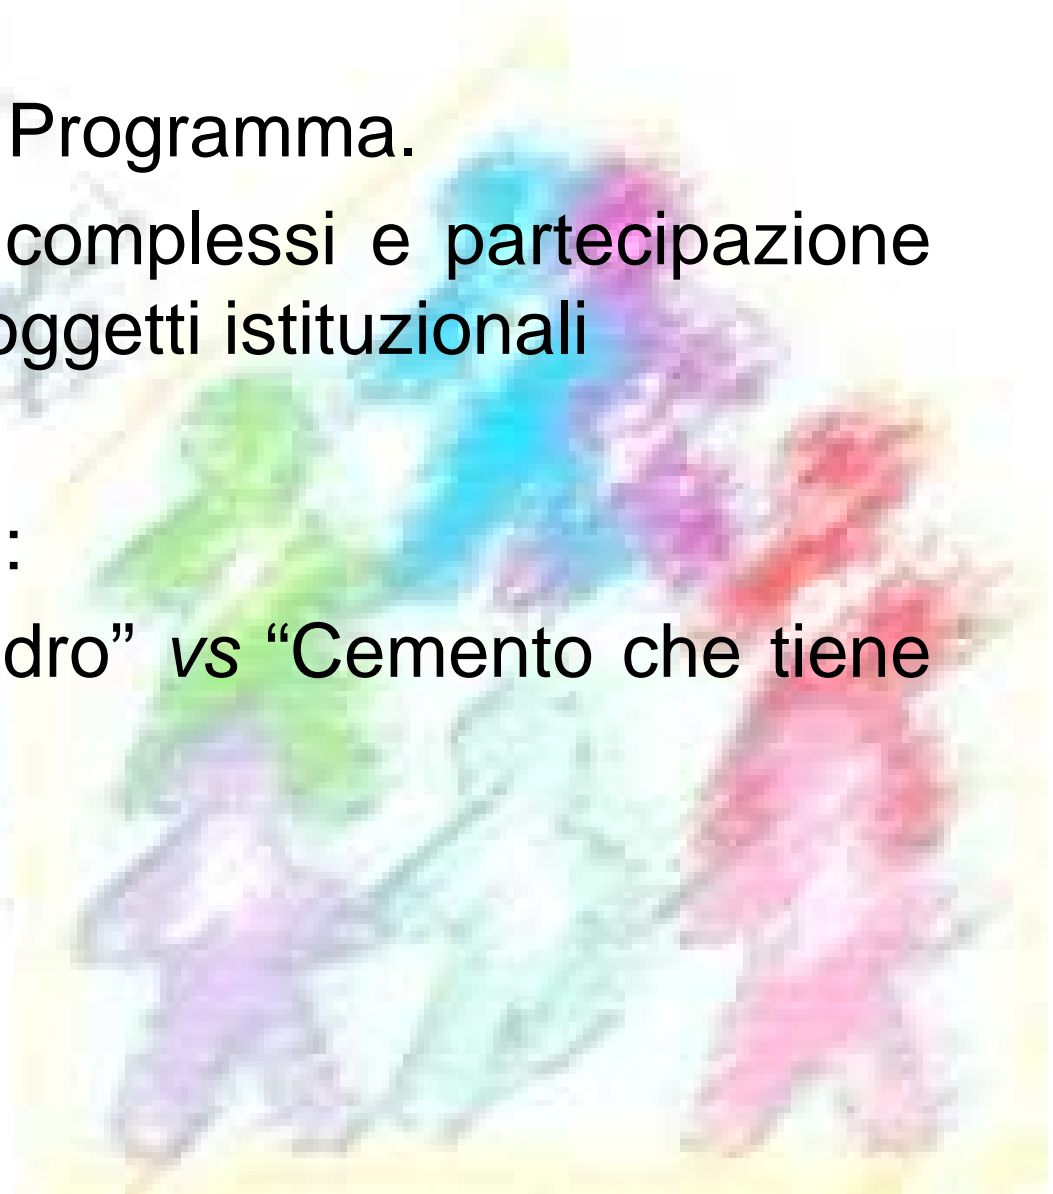 Programma.
complessi e partecipazione
oggetti istituzionali
:
dro” vs “Cemento che tiene